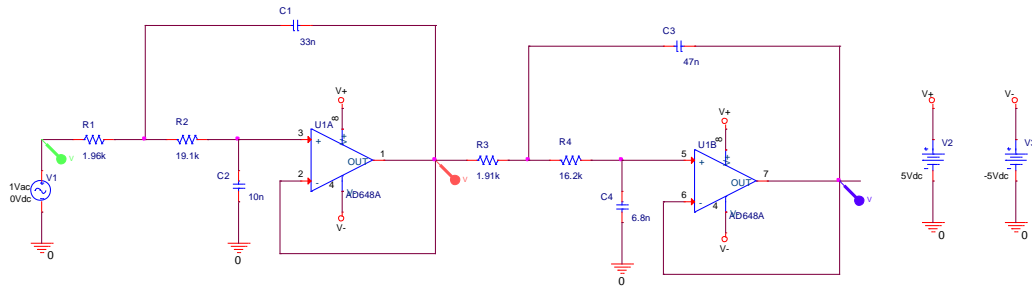 C1
33n
C3
47n
V+
8
V+
U1A
R1
1.96k
R2
19.1k
3
+
OUT
1
2
-
4
V-
AD648A
V-
V1
1Vac
0Vdc
0
C2
10n
0
R3
1.91k
R4
16.2k
V+
8
V+
U1B
5
+
OUT
7
6
-
4
V-
AD648A
V-
C4
6.8n
0
V
V
V
V+
V2
5Vdc
0
V-
-5Vdc
0